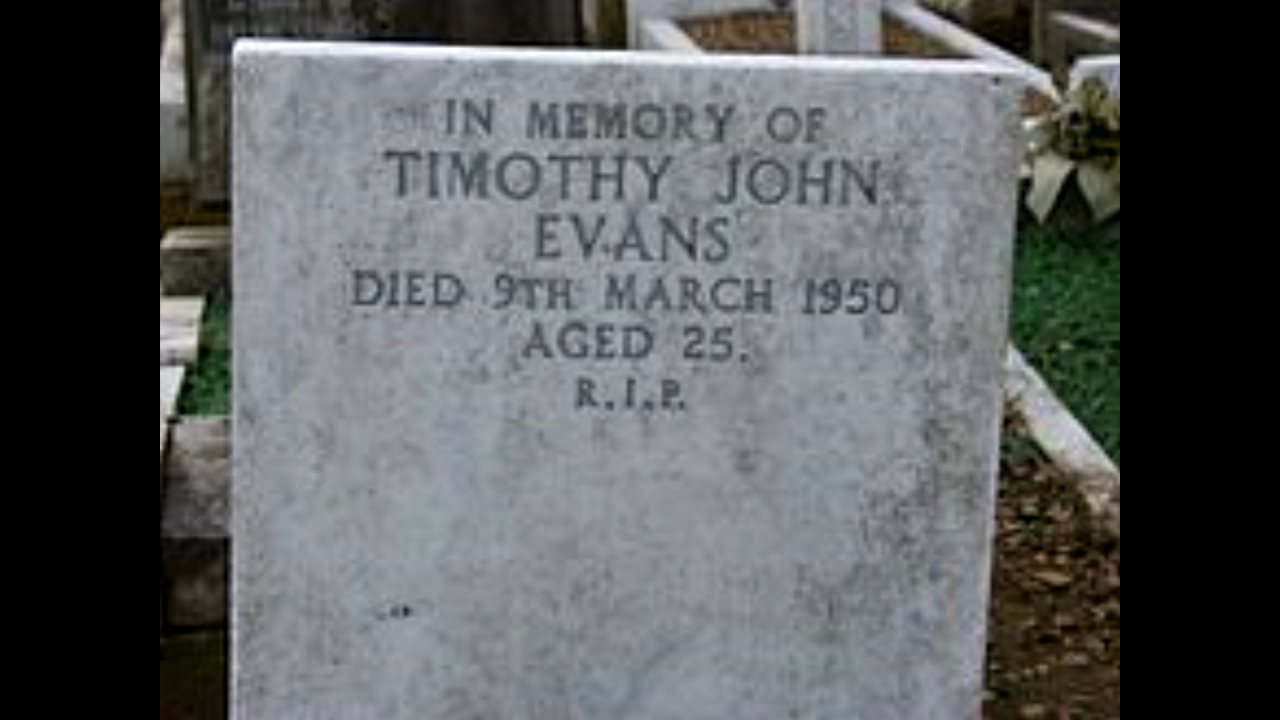 IN MEMORY OF
TIMOTHY JOHN
EVANS
DIED 9TH MARCH 1950
AGED 25.
R.I.P.